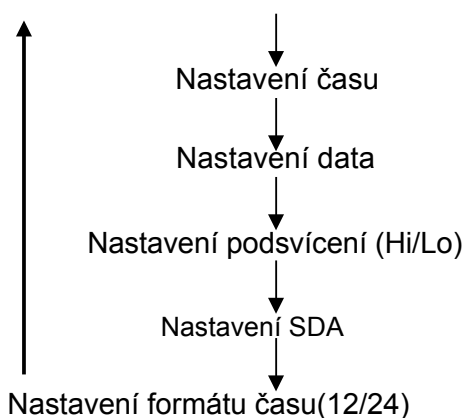 Nastavení času
Nastavení data
Nastavení podsvícení (Hi/Lo)
Nastavení SDA
Nastavení formátu času(12/24)